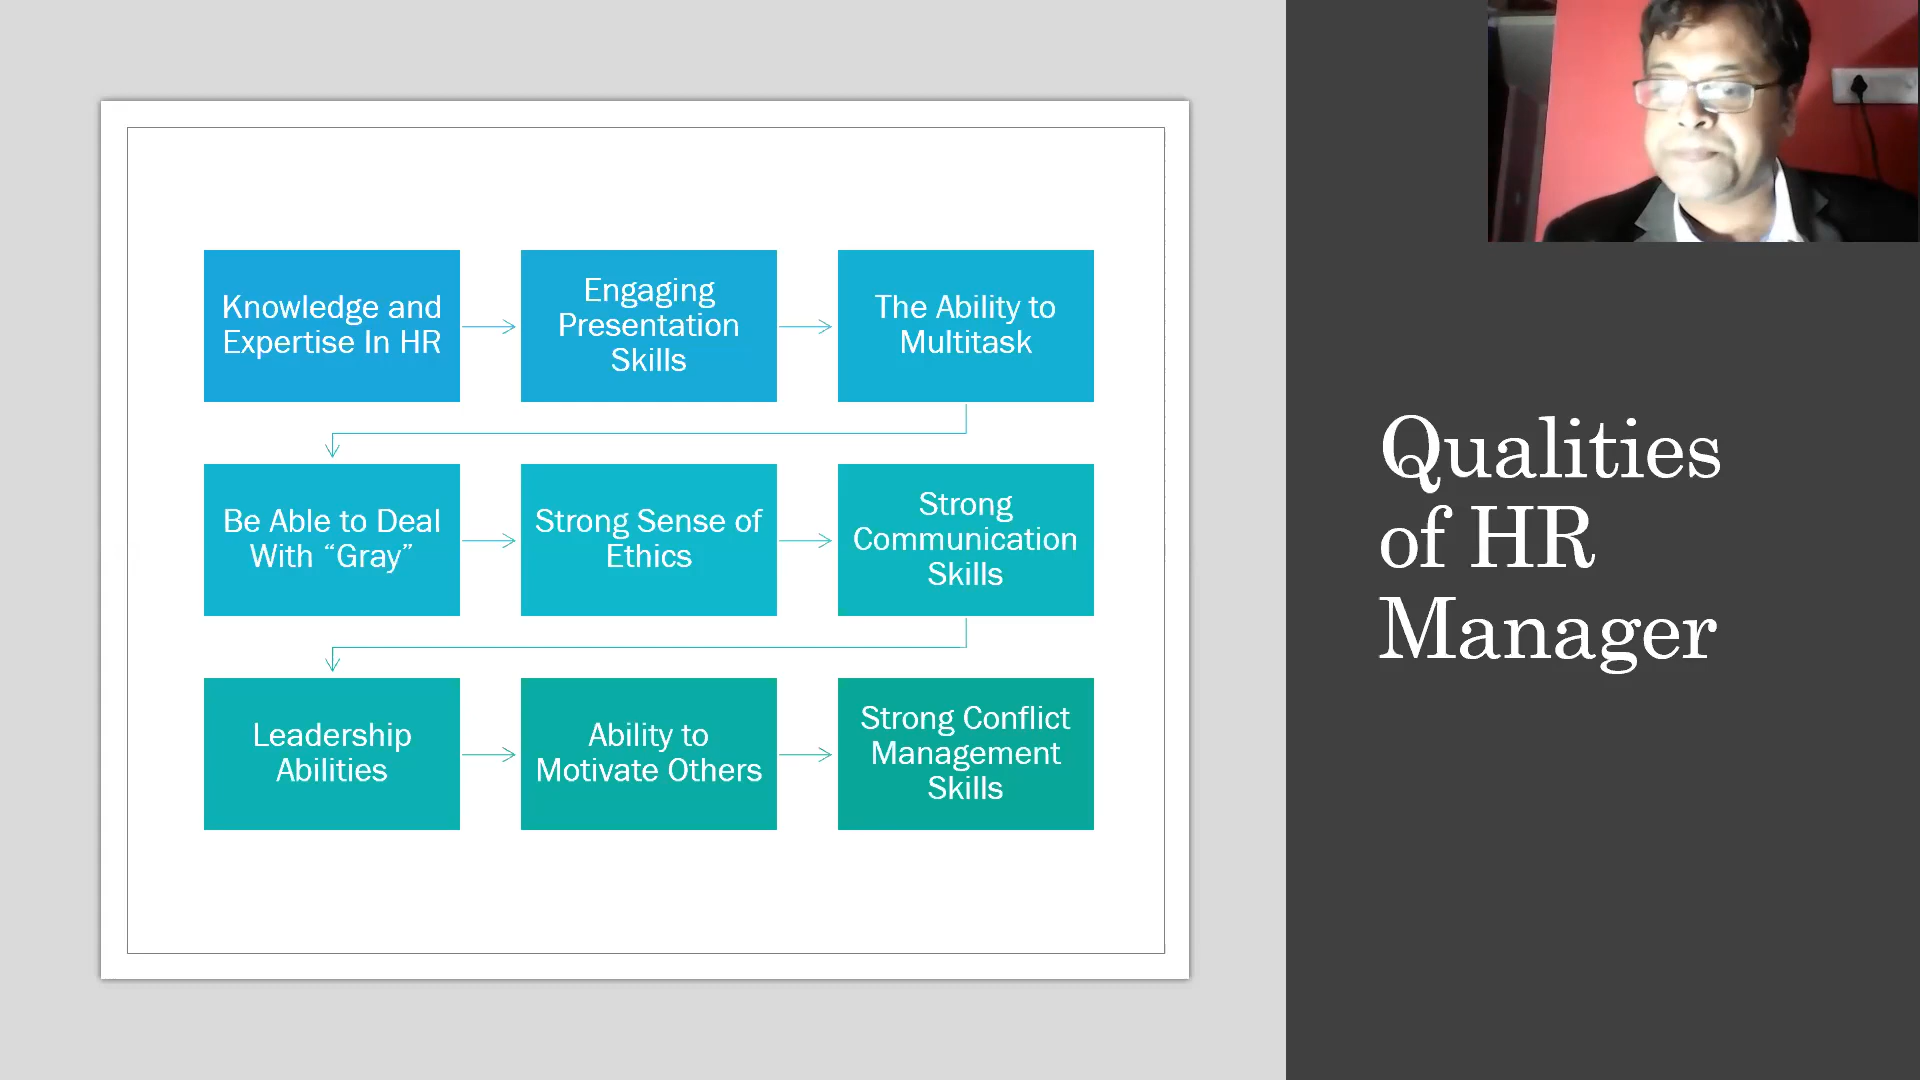 Knowledge and
Expertise In HR
Engaging
Presentation
Skills
The Ability to
Multitask
Be Able to Deal
With “Gray”
Strong Sense of
Ethics
Strong
Communication
Skills
Leadership
Abilities
Ability to
Motivate Others
Strong Conflict
Management
Skills
Qualities
of HR
Manager